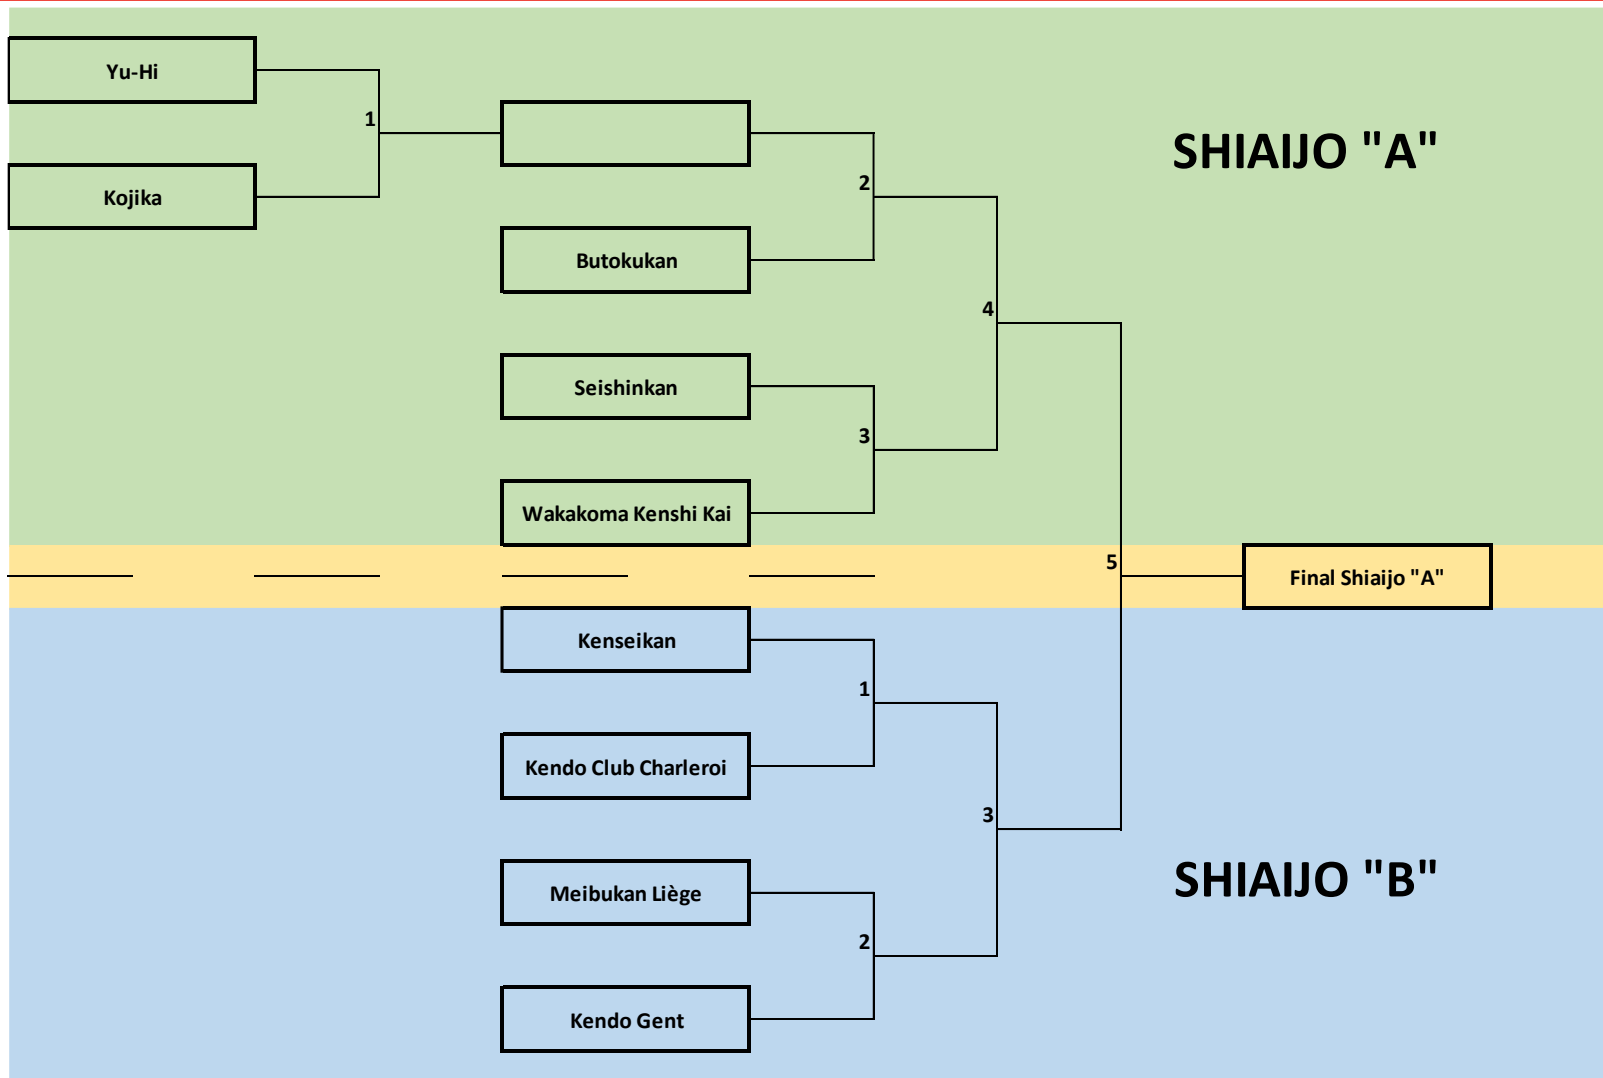 Yu-Hi
1
SHIAIJO "A"
2
Kojika
Butokukan
4
Seishinkan
3
Wakakoma Kenshi Kai
5
Final Shiaijo "A"
Kenseikan
1
Kendo Club Charleroi
3
SHIAIJO "B"
Meibukan Liège
2
Kendo Gent